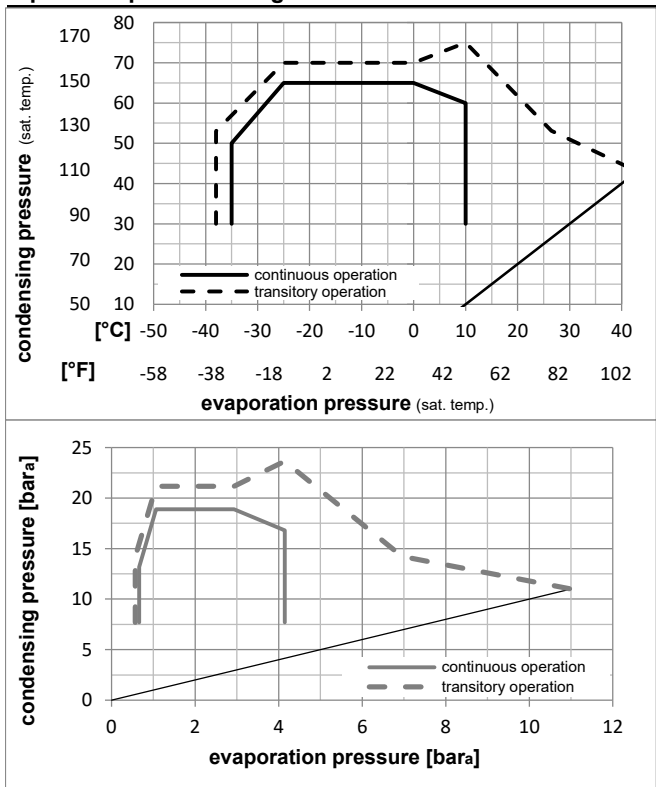 170 80
150 70
60
130
50
110
40
90 30
70 20
50 10
condensing pressure (sat. temp.)
continuous operation
transitory operation
[°C] -50 -40 -30 -20 -10 0 10 20 30 40
[°F] -58 -38 -18 2 22 42 62 82 102
evaporation pressure (sat. temp.)
25
20
15
10
5
0
condensing pressure [bara]
continuous operation
transitory operation
0 2 4 6 8 10 12
evaporation pressure [bara]